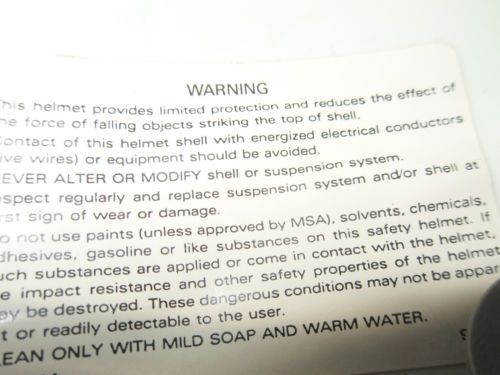 WARNING
This helmet provides limited protection and reduces the effect of
the force of falling objects striking the top of shell.
Contact of this helmet shell with energized electrical conductors
ive wires) or equipment should be avoided.
EVER ALTER OR MODIFY shell or suspension system.
nspect regularly and replace suspension system and/or shell at
rst sign of wear or damage.
o not use paints (unless approved by MSA), solvents, chemicals,
dhesives, gasoline or like substances on this safety helmet. If
uch substances are applied or come in contact with the helmet,
e impact resistance and other safety properties of the helmet
ay be destroyed. These dangerous conditions may not be appar
t or readily detectable to the user.
LEAN ONLY WITH MILD SOAP AND WARM WATER.